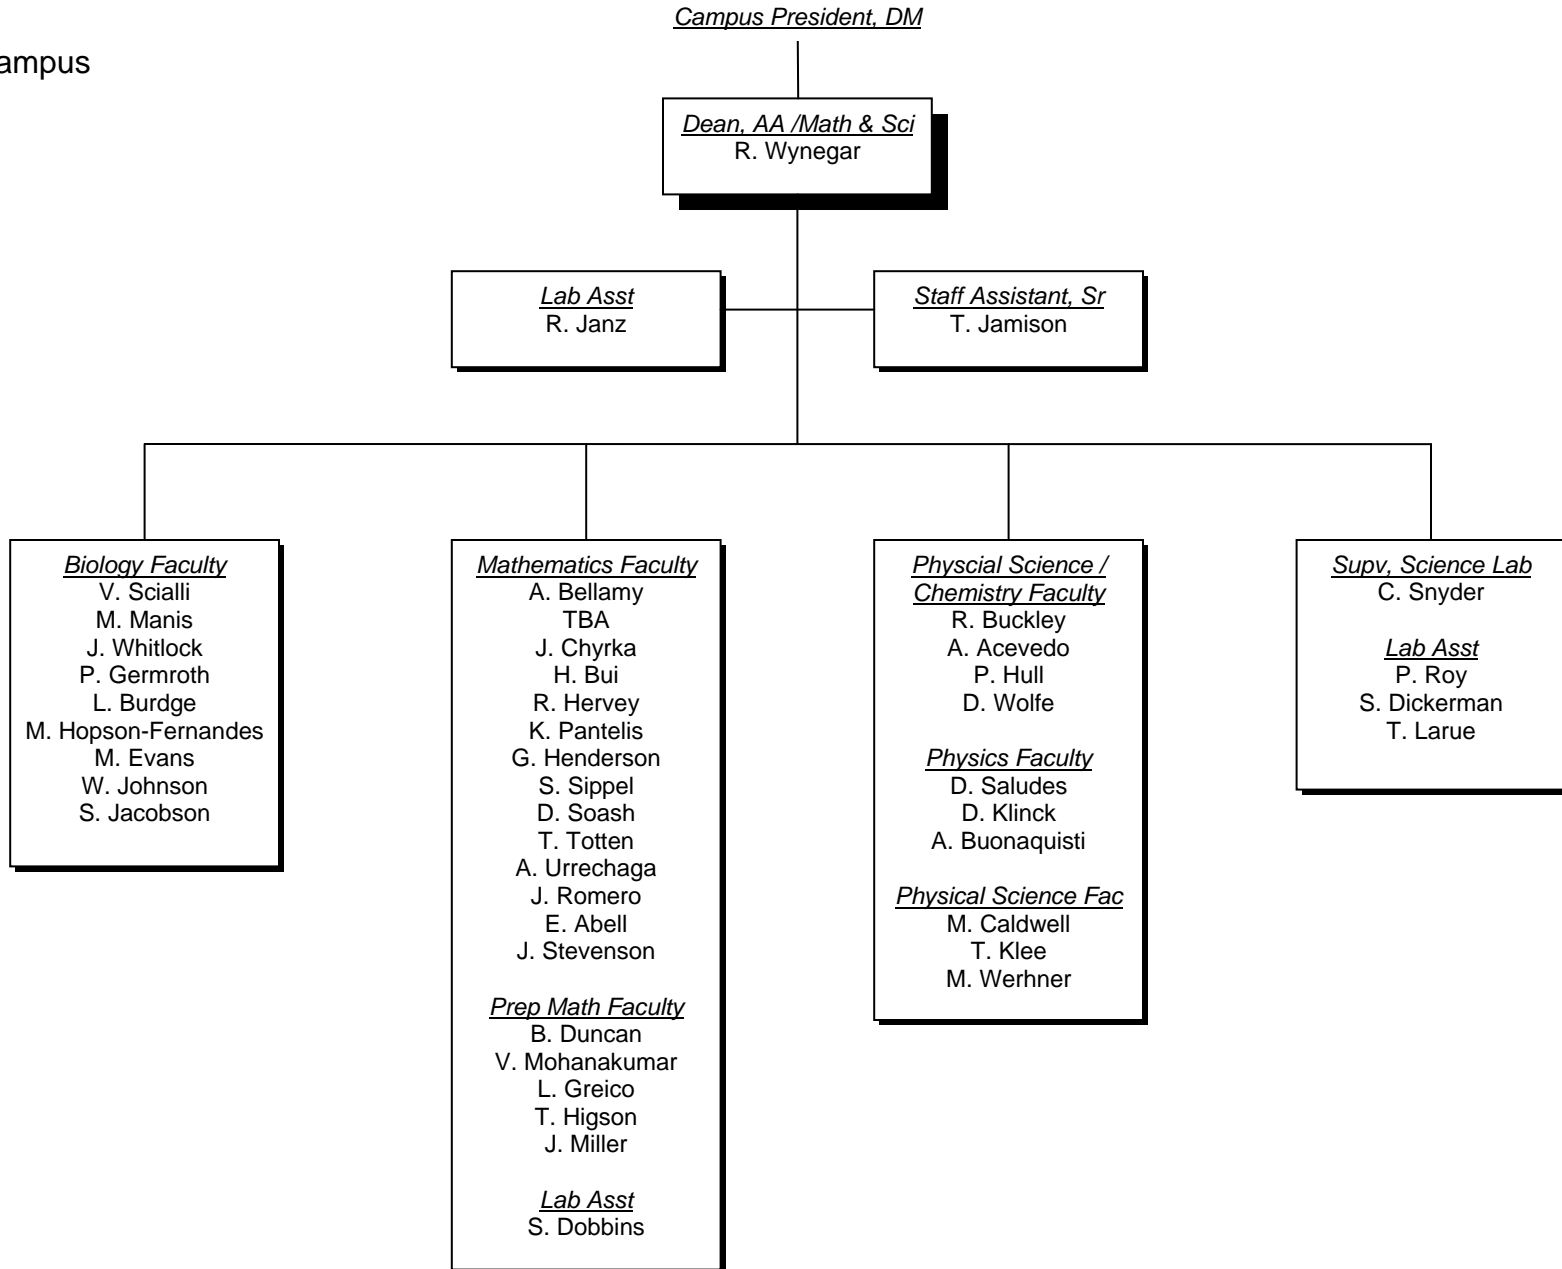 Campus President, DM
ampus
Dean, AA /Math & Sci
R. Wynegar
Lab Asst
R. Janz
Staff Assistant, Sr
T. Jamison
Biology Faculty
V. Scialli
M. Manis
J. Whitlock
P. Germroth
L. Burdge
M. Hopson-Fernandes
M. Evans
W. Johnson
S. Jacobson
Mathematics Faculty
A. Bellamy
TBA
J. Chyrka
H. Bui
R. Hervey
K. Pantelis
G. Henderson
S. Sippel
D. Soash
T. Totten
A. Urrechaga
J. Romero
E. Abell
J. Stevenson
Prep Math Faculty
B. Duncan
V. Mohanakumar
L. Greico
T. Higson
J. Miller
Lab Asst
S. Dobbins
Physcial Science /
Chemistry Faculty
R. Buckley
A. Acevedo
P. Hull
D. Wolfe
Physics Faculty
D. Saludes
D. Klinck
A. Buonaquisti
Physical Science Fac
M. Caldwell
T. Klee
M. Werhner
Supv, Science Lab
C. Snyder
Lab Asst
P. Roy
S. Dickerman
T. Larue